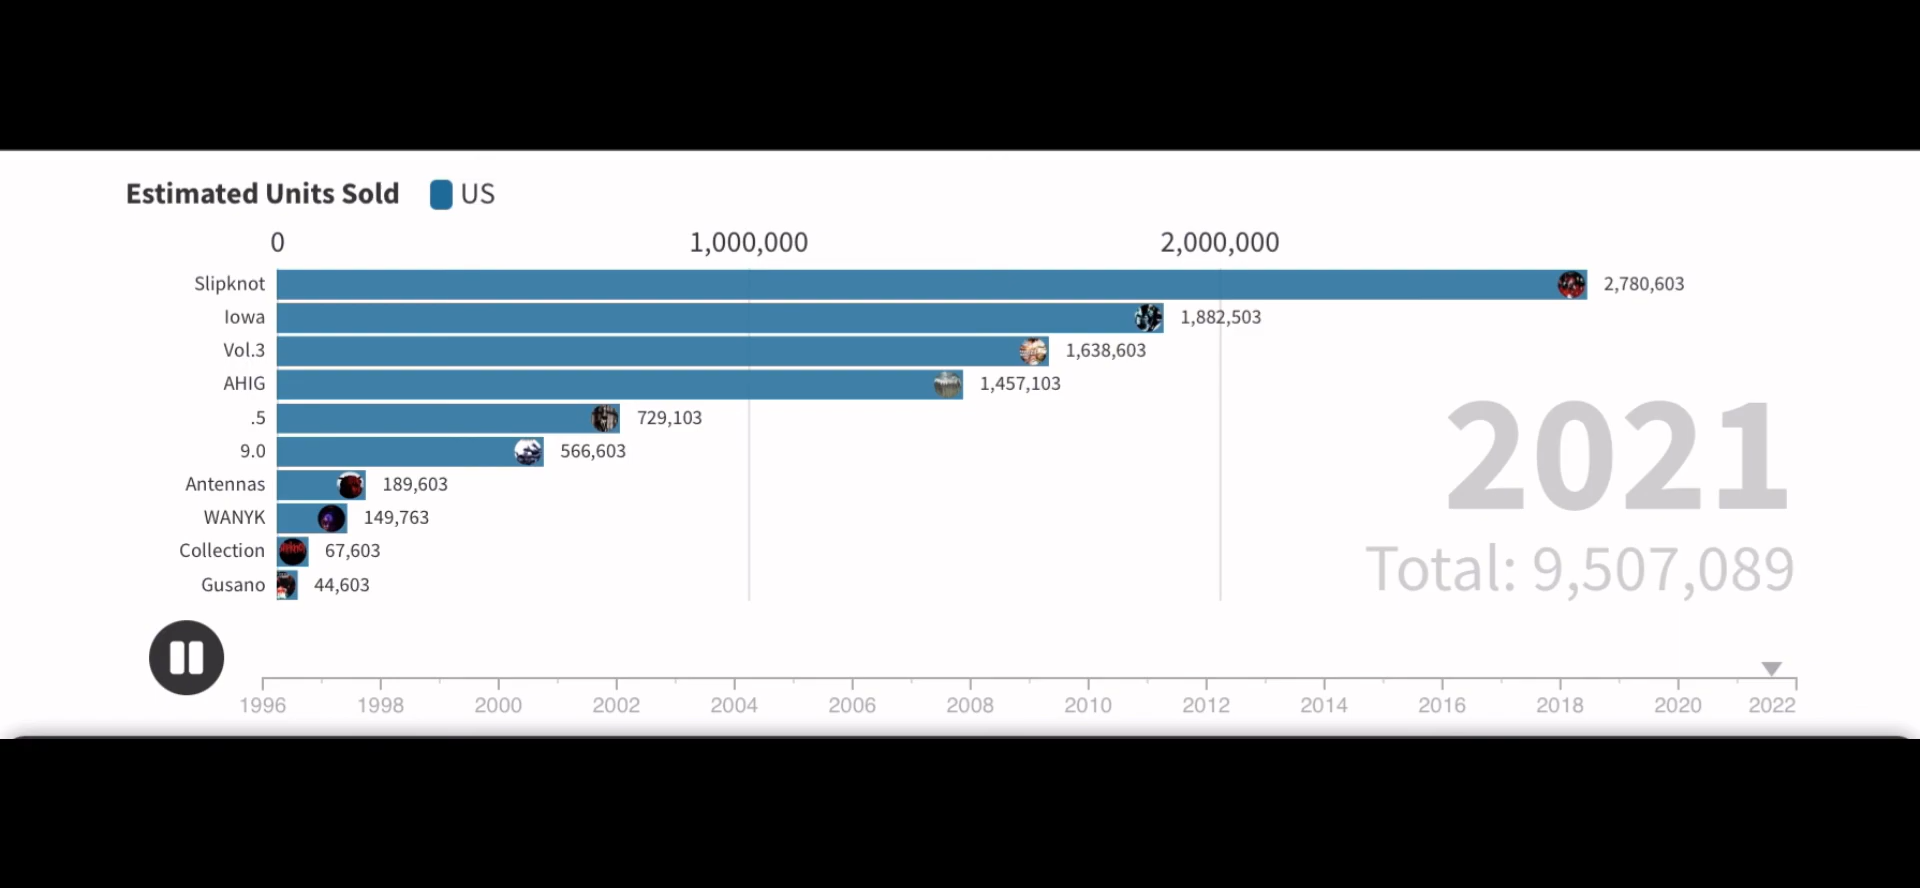 Estimated Units Sold US
0 1,000,000 2,000,000
Slipknot 2,780,603
Iowa 1,882,503
Vol.3 1,638,603
AHIG 1,457,103
.5 729,103
9.0 566,603
Antennas 189,603
WANYK 149,763
Collection 67,603
Gusano 44,603
2021
Total: 9,507,089
1996 1998 2000 2002 2004 2006 2008 2010 2012 2014 2016 2018 2020 2022